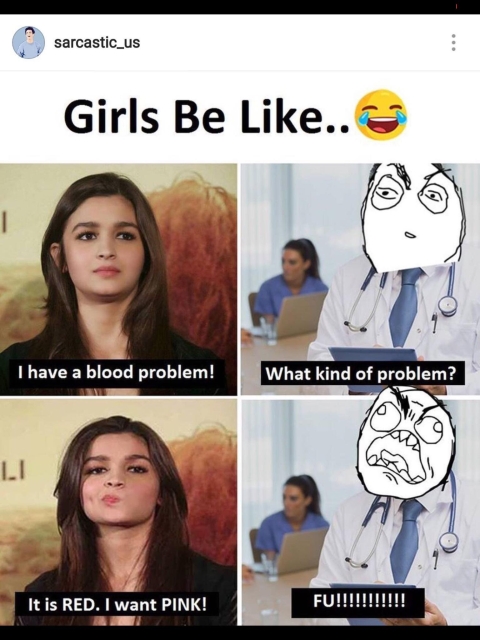 sarcastic_us
Girls Be Like..😂
I have a blood problem!
What kind of problem?
It is RED. I want PINK!
FU!!!!!!!!!!!